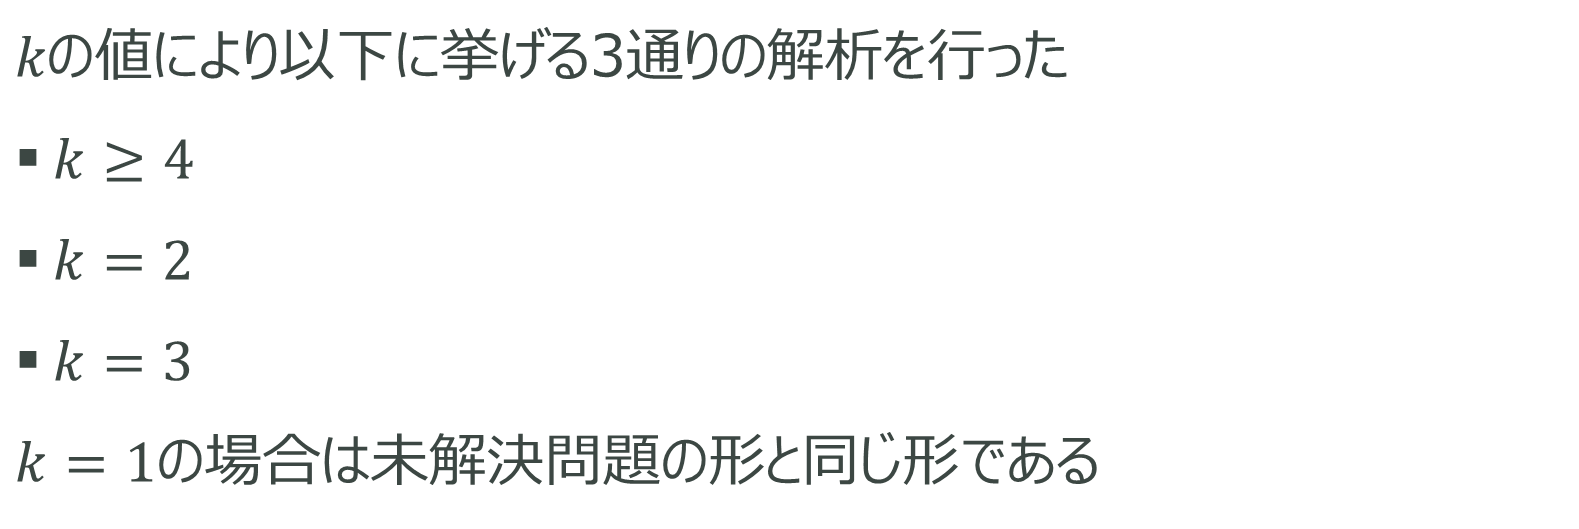 kの値により以下に挙げる3通りの解析を行った
▪ k ≥ 4
▪ k = 2
▪ k = 3
k = 1の場合は未解決問題の形と同じ形である